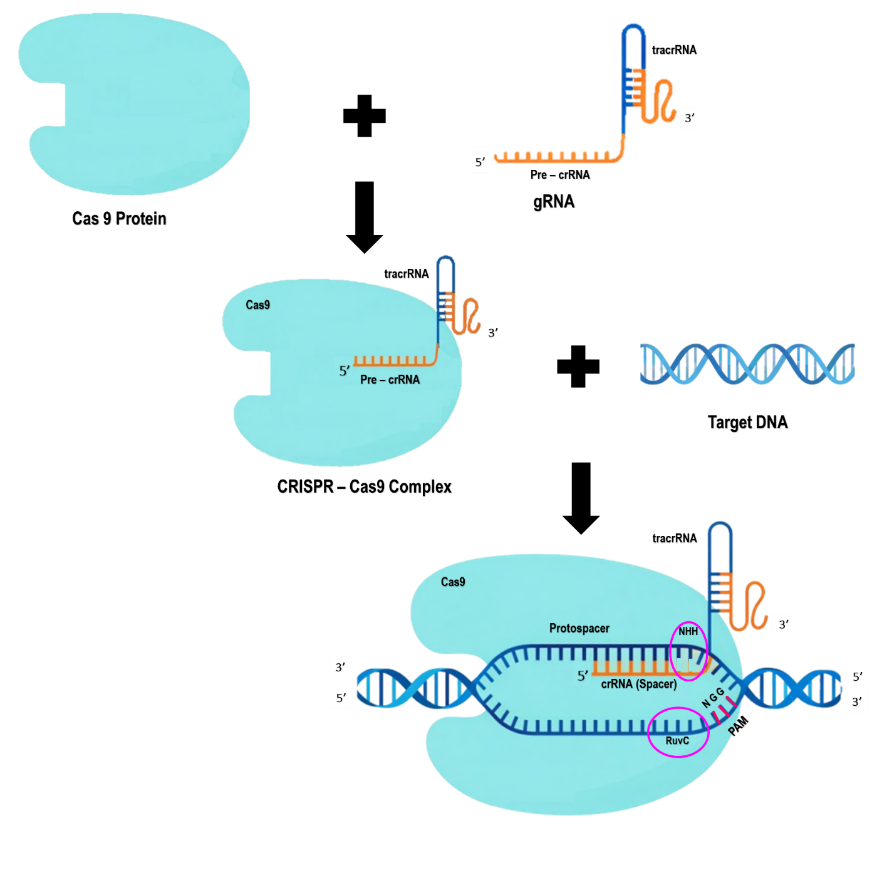 tracrRNA
3'
5'
Pre – crRNA
gRNA
Cas 9 Protein
tracrRNA
Cas9
3'
5'
Pre – crRNA
Target DNA
CRISPR – Cas9 Complex
tracrRNA
Cas9
3'
Protospacer
NHH
3'
5'
5'
crRNA (Spacer)
5'
3'
N G G
PAM
RuvC